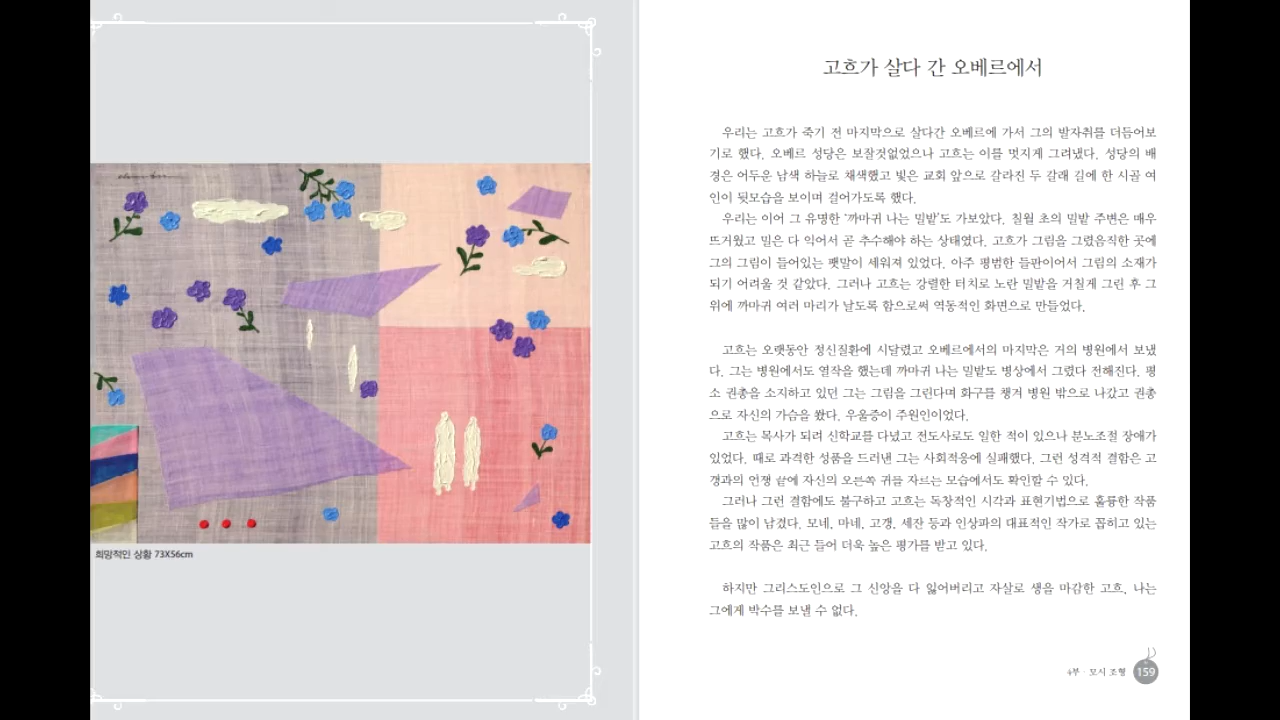 희망적인 상황 73X56cm
고흐가 살다 간 오베르에서
우리는 고흐가 죽기 전 마지막으로 살다간 오베르에 가서 그의 발자취를 더듬어보
기로 했다. 오베르 성당은 보잘것없었으나 고흐는 이를 멋지게 그려냈다. 성당의 배
경은 어두운 남색 하늘로 채색했고 빛은 교회 앞으로 갈라진 두 갈래 길에 한 시골 여
인이 뒷모습을 보이며 걸어가도록 했다.
우리는 이어 그 유명한 '까마귀 나는 밀밭'도 가보았다. 칠월 초의 밀밭 주변은 매우
뜨거웠고 밀은 다 익어서 곧 추수해야 하는 상태였다. 고흐가 그림을 그렸음직한 곳에
그의 그림이 들어있는 팻말이 세워져 있었다. 아주 평범한 들판이어서 그림의 소재가
되기 어려울 것 같았다. 그러나 고흐는 강렬한 터치로 노란 밀밭을 거칠게 그린 후 그
위에 까마귀 여러 마리가 날도록 함으로써 역동적인 화면으로 만들었다.
고흐는 오랫동안 정신질환에 시달렸고 오베르에서의 마지막은 거의 병원에서 보냈
다. 그는 병원에서도 열작을 했는데 까마귀 나는 밀밭도 병상에서 그렸다 전해진다. 평
소 권총을 소지하고 있던 그는 그림을 그린다며 화구를 챙겨 병원 밖으로 나갔고 권총
으로 자신의 가슴을 쐈다. 우울증이 주원인이었다.
고흐는 목사가 되려 신학교를 다녔고 전도사로도 일한 적이 있으나 분노조절 장애가
있었다. 때로 과격한 성품을 드러낸 그는 사회적응에 실패했다. 그런 성격적 결함은 고
갱과의 언쟁 끝에 자신의 오른쪽 귀를 자르는 모습에서도 확인할 수 있다.
그러나 그런 결함에도 불구하고 고흐는 독창적인 시각과 표현기법으로 훌륭한 작품
들을 많이 남겼다. 모네, 마네, 고갱, 세잔 등과 인상파의 대표적인 작가로 꼽히고 있는
고흐의 작품은 최근 들어 더욱 높은 평가를 받고 있다.
하지만 그리스도인으로 그 신앙을 다 잃어버리고 자살로 생을 마감한 고흐, 나는
그에게 박수를 보낼 수 없다.
4부 · 모시 조형 159